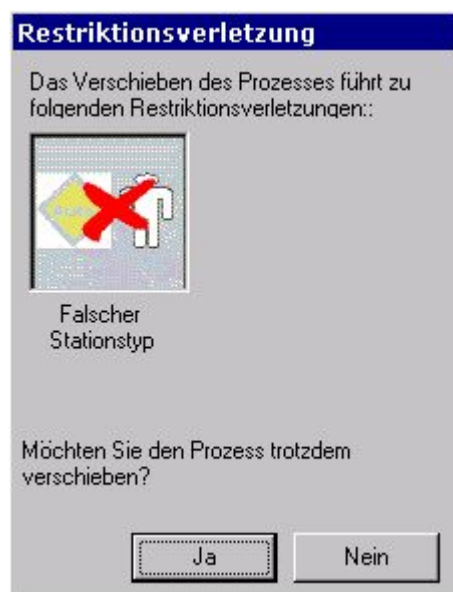 Restriktionsverletzung
Das Verschieben des Prozesses führt zu
folgenden Restriktionsverletzungen::
Auto
Falscher
Stationstyp
Möchten Sie den Prozess trotzdem
verschieben?
Ja
Nein